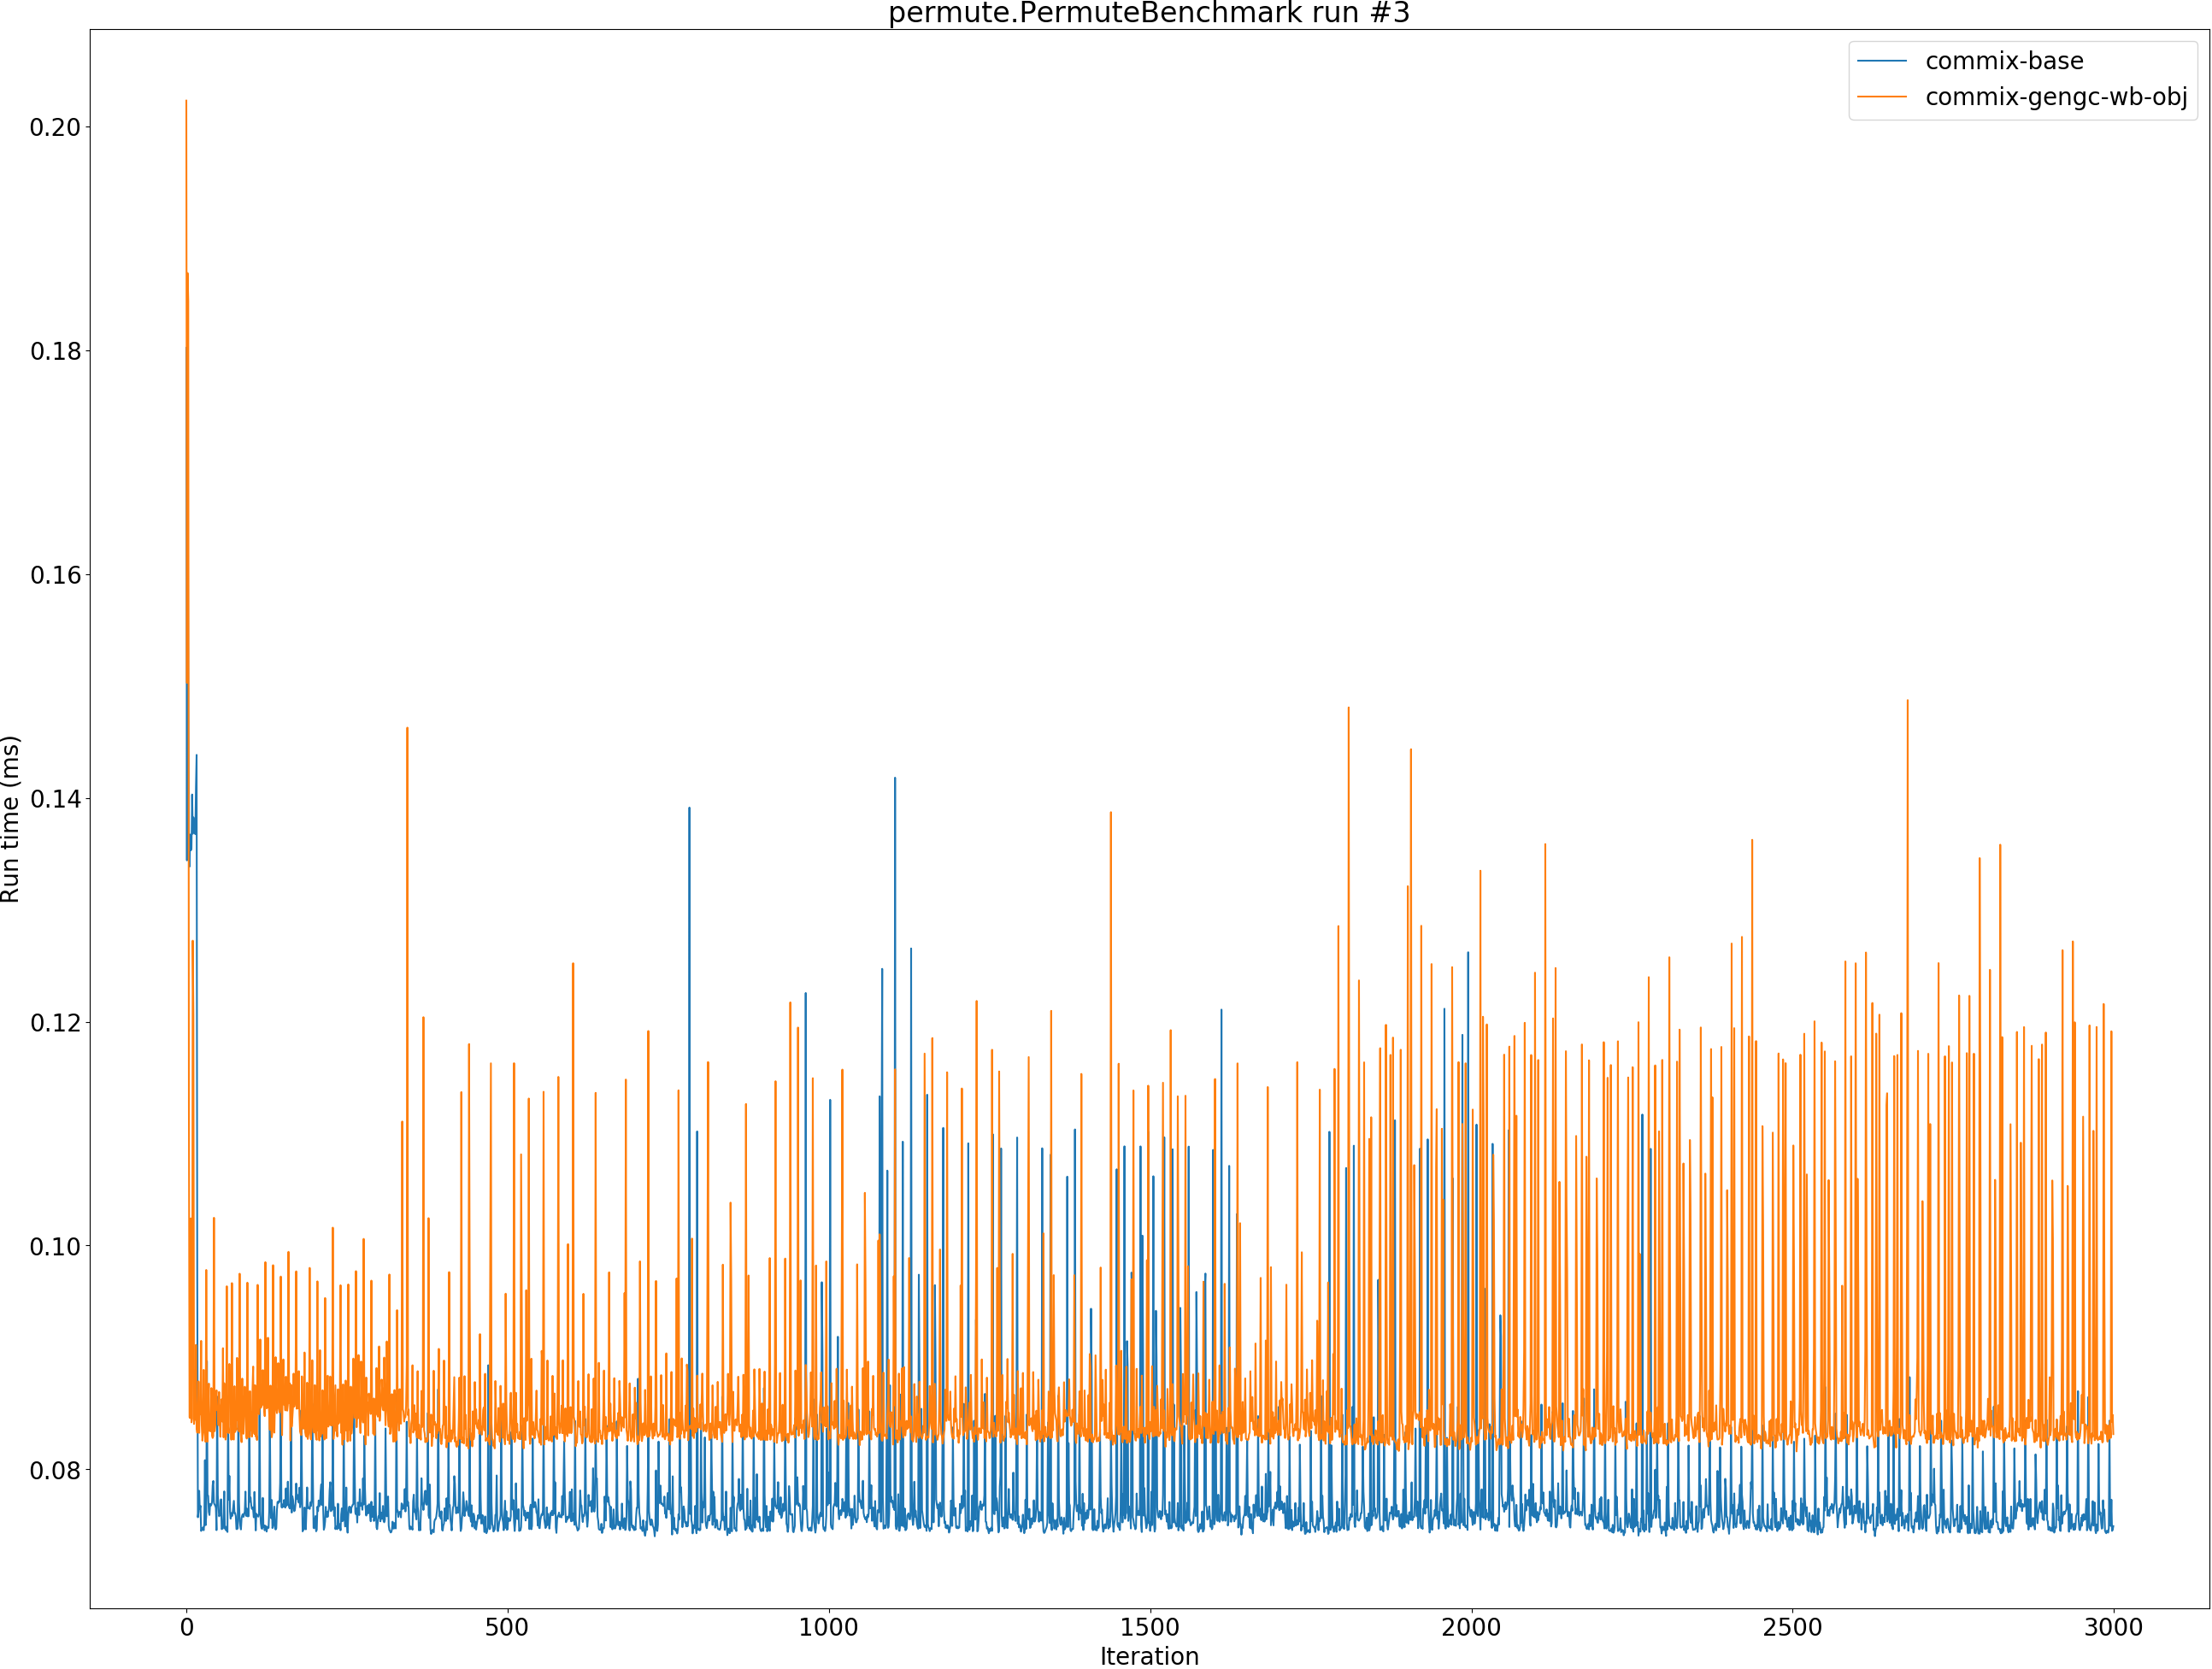 permute.PermuteBenchmark run #3
commix-base
commix-gengc-wb-obj
Run time (ms)
0.20
0.18
0.16
0.14
0.12
0.10
0.08
0
500
1000
1500
2000
2500
3000
Iteration